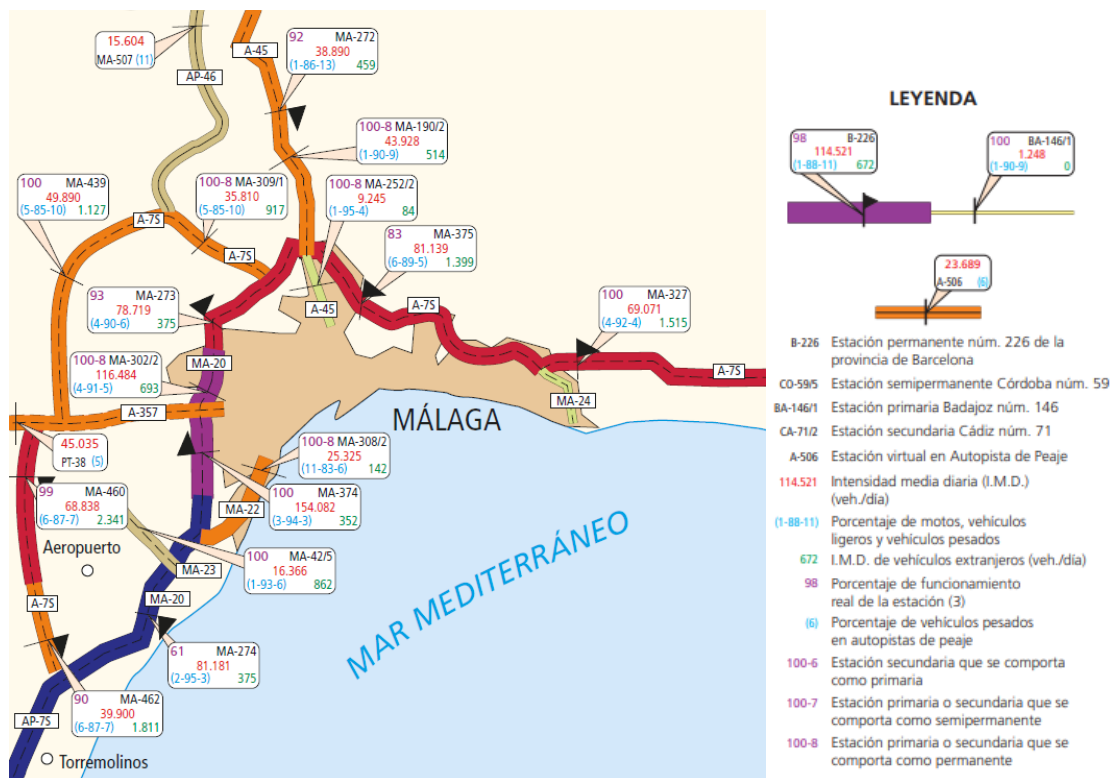 15.604
MA-507 (11)
A-45
92 MA-272
38.890
(1-86-13) 459
AP-46
100-8 MA-190/2
43.928
(1-90-9) 514
100 MA-439
49.890
(5-85-10) 1.127
100-8 MA-309/1
35.810
(5-85-10) 917
100-8 MA-252/2
9.245
(1-95-4) 84
A-7S
A-7S
83 MA-375
81.139
(6-89-5) 1.399
93 MA-273
78.719
(4-90-6) 375
A-45
A-7S
100 MA-327
69.071
(4-92-4) 1.515
100-8 MA-302/2
116.484
(4-91-5) 693
MA-20
A-7S
A-357
MÁLAGA
MA-24
45.035
PT-38 (5)
100-8 MA-308/2
25.325
(11-83-6) 142
99 MA-460
68.838
(6-87-7) 2.341
MA-22
100 MA-374
154.082
(3-94-3) 352
Aeropuerto
100 MA-42/5
16.366
(1-93-6) 862
MA-23
MAR MEDITERRÁNEO
A-7S
MA-20
61 MA-274
81.181
(2-95-3) 375
90 MA-462
39.900
(6-87-7) 1.811
AP-7S
Torremolinos
LEYENDA
98 B-226
114.521
(1-88-11) 672
100 BA-146/1
1.248
(1-90-9) 0
23.689
A-506 (6)
B-226 Estación permanente núm. 226 de la
provincia de Barcelona
CO-59/5 Estación semipermanente Córdoba núm. 59
BA-146/1 Estación primaria Badajoz núm. 146
CA-71/2 Estación secundaria Cádiz núm. 71
A-506 Estación virtual en Autopista de Peaje
114.521 Intensidad media diaria (I.M.D.)
(veh./día)
(1-88-11) Porcentaje de motos, vehículos
ligeros y vehículos pesados
672 I.M.D. de vehículos extranjeros (veh./día)
98 Porcentaje de funcionamiento
real de la estación (3)
(6) Porcentaje de vehículos pesados
en autopistas de peaje
100-6 Estación secundaria que se comporta
como primaria
100-7 Estación primaria o secundaria que se
comporta como semipermanente
100-8 Estación primaria o secundaria que se
comporta como permanente